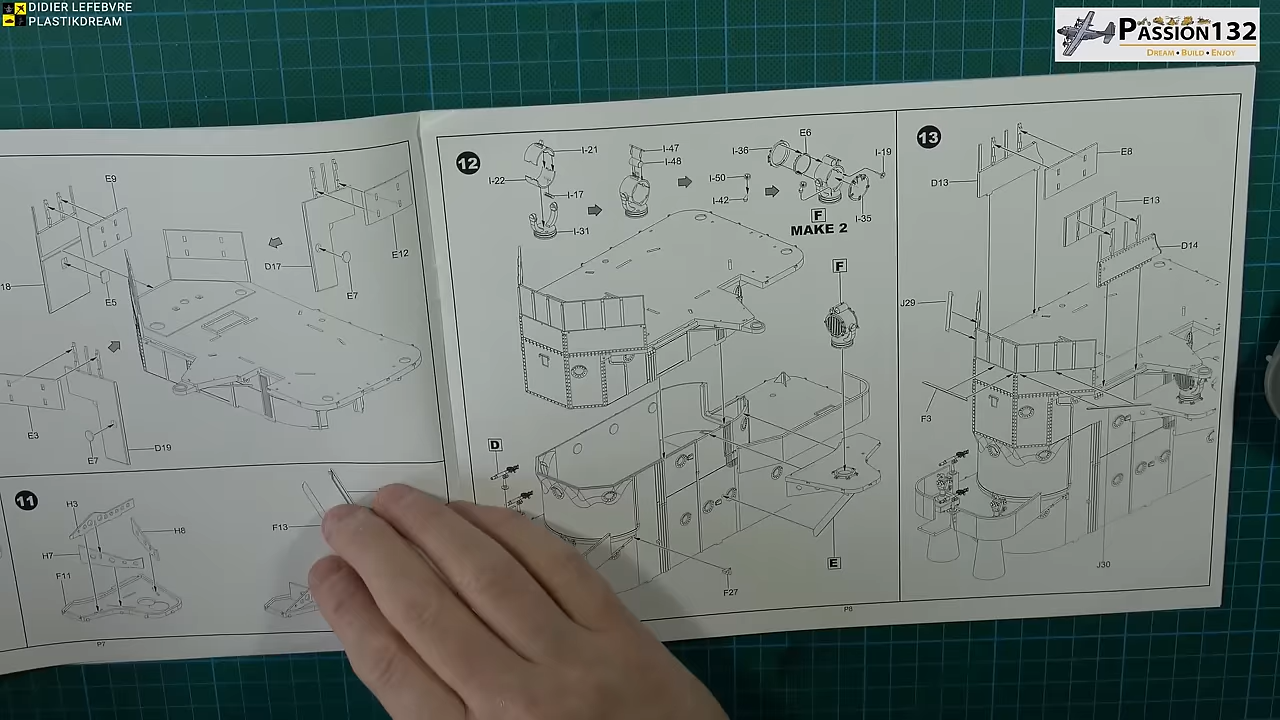 DIDIER LEFEBVRE
PLASTIKDREAM
PASSION132
DREAM • BUILD • ENJOY
E9
E5
D17
E12
E7
E3
E7
D19
11
H3
H8
H7
F11
F13
P7
12
I-21
I-22
I-17
I-31
I-47
I-48
I-50
I-42
I-36
E6
I-19
I-35
F
MAKE 2
F
D
E
F27
P8
13
E8
D13
E13
D14
J29
F3
J30